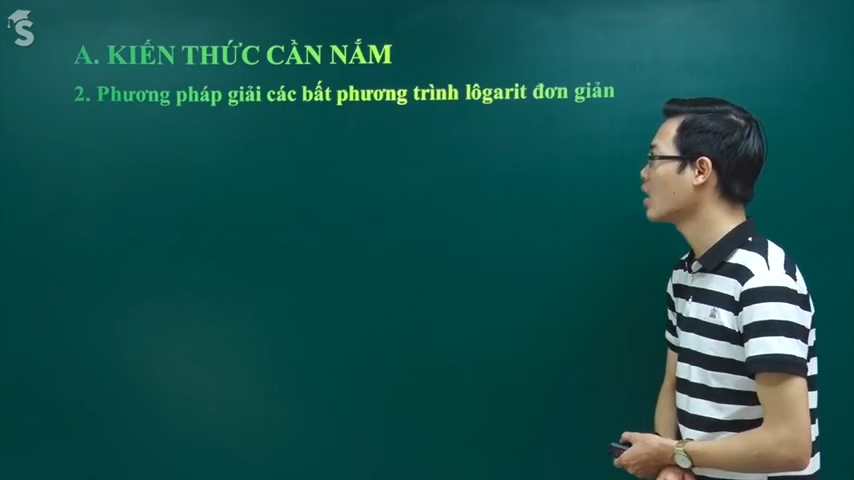 S
A. KIẾN THỨC CẦN NẮM
2. Phương pháp giải các bất phương trình lôgarit đơn giản